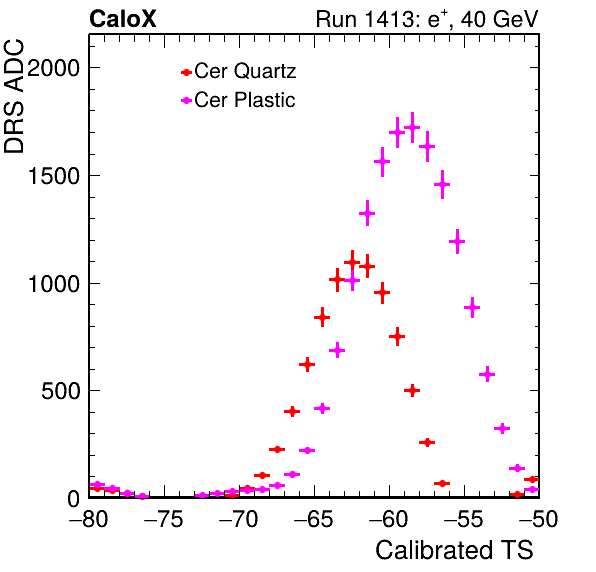 CaloX Run 1413: e⁺, 40 GeV
DRS ADC
Cer Quartz
Cer Plastic
2000
1500
1000
500
0
−80 −75 −70 −65 −60 −55 −50
Calibrated TS